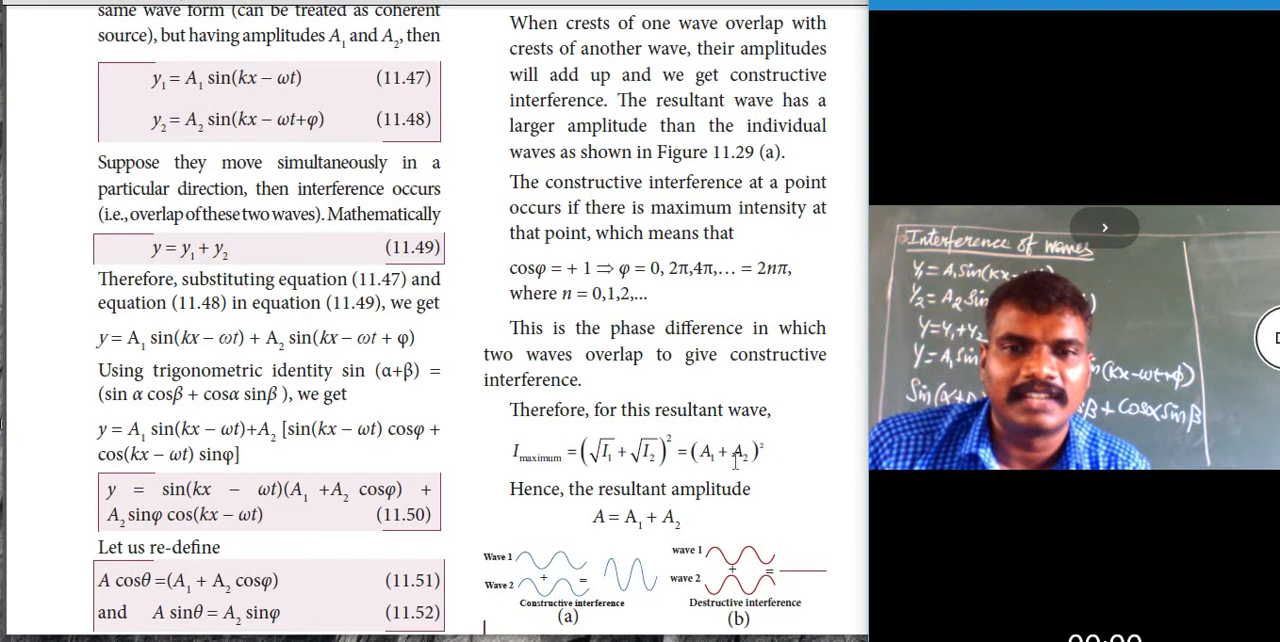 same wave form (can be treated as coherent
source), but having amplitudes A₁ and A₂, then
y₁ = A₁ sin(kx − ωt) (11.47)
y₂ = A₂ sin(kx − ωt+φ) (11.48)
Suppose they move simultaneously in a
particular direction, then interference occurs
(i.e., overlap of these two waves). Mathematically
y = y₁ + y₂ (11.49)
Therefore, substituting equation (11.47) and
equation (11.48) in equation (11.49), we get
y = A₁ sin(kx − ωt) + A₂ sin(kx − ωt + φ)
Using trigonometric identity sin (α+β) =
(sin α cosβ + cosα sinβ ), we get
y = A₁ sin(kx − ωt)+A₂ [sin(kx − ωt) cosφ +
cos(kx − ωt) sinφ]
y = sin(kx − ωt)(A₁ +A₂ cosφ) +
A₂ sinφ cos(kx − ωt) (11.50)
Let us re-define
A cosθ =(A₁ + A₂ cosφ) (11.51)
and A sinθ = A₂ sinφ (11.52)
When crests of one wave overlap with
crests of another wave, their amplitudes
will add up and we get constructive
interference. The resultant wave has a
larger amplitude than the individual
waves as shown in Figure 11.29 (a).
The constructive interference at a point
occurs if there is maximum intensity at
that point, which means that
cosφ = + 1 ⇒ φ = 0, 2π,4π,… = 2nπ,
where n = 0,1,2,...
This is the phase difference in which
two waves overlap to give constructive
interference.
Therefore, for this resultant wave,
I maximum = (√I₁ + √I₂)² = (A₁ + A₂)²
Hence, the resultant amplitude
A = A₁ + A₂
Wave 1
Wave 2
+ =
Constructive interference
(a)
wave 1
wave 2
+ =
Destructive interference
(b)
Interference of waves
Y₁ = A₁ Sin(kx-
Y₂ = A₂ Sin
Y = Y₁ + Y₂
Y = A₁ Sin (kx-ωt+φ)
Sin(α+ β + Cosα Sin β
00:00